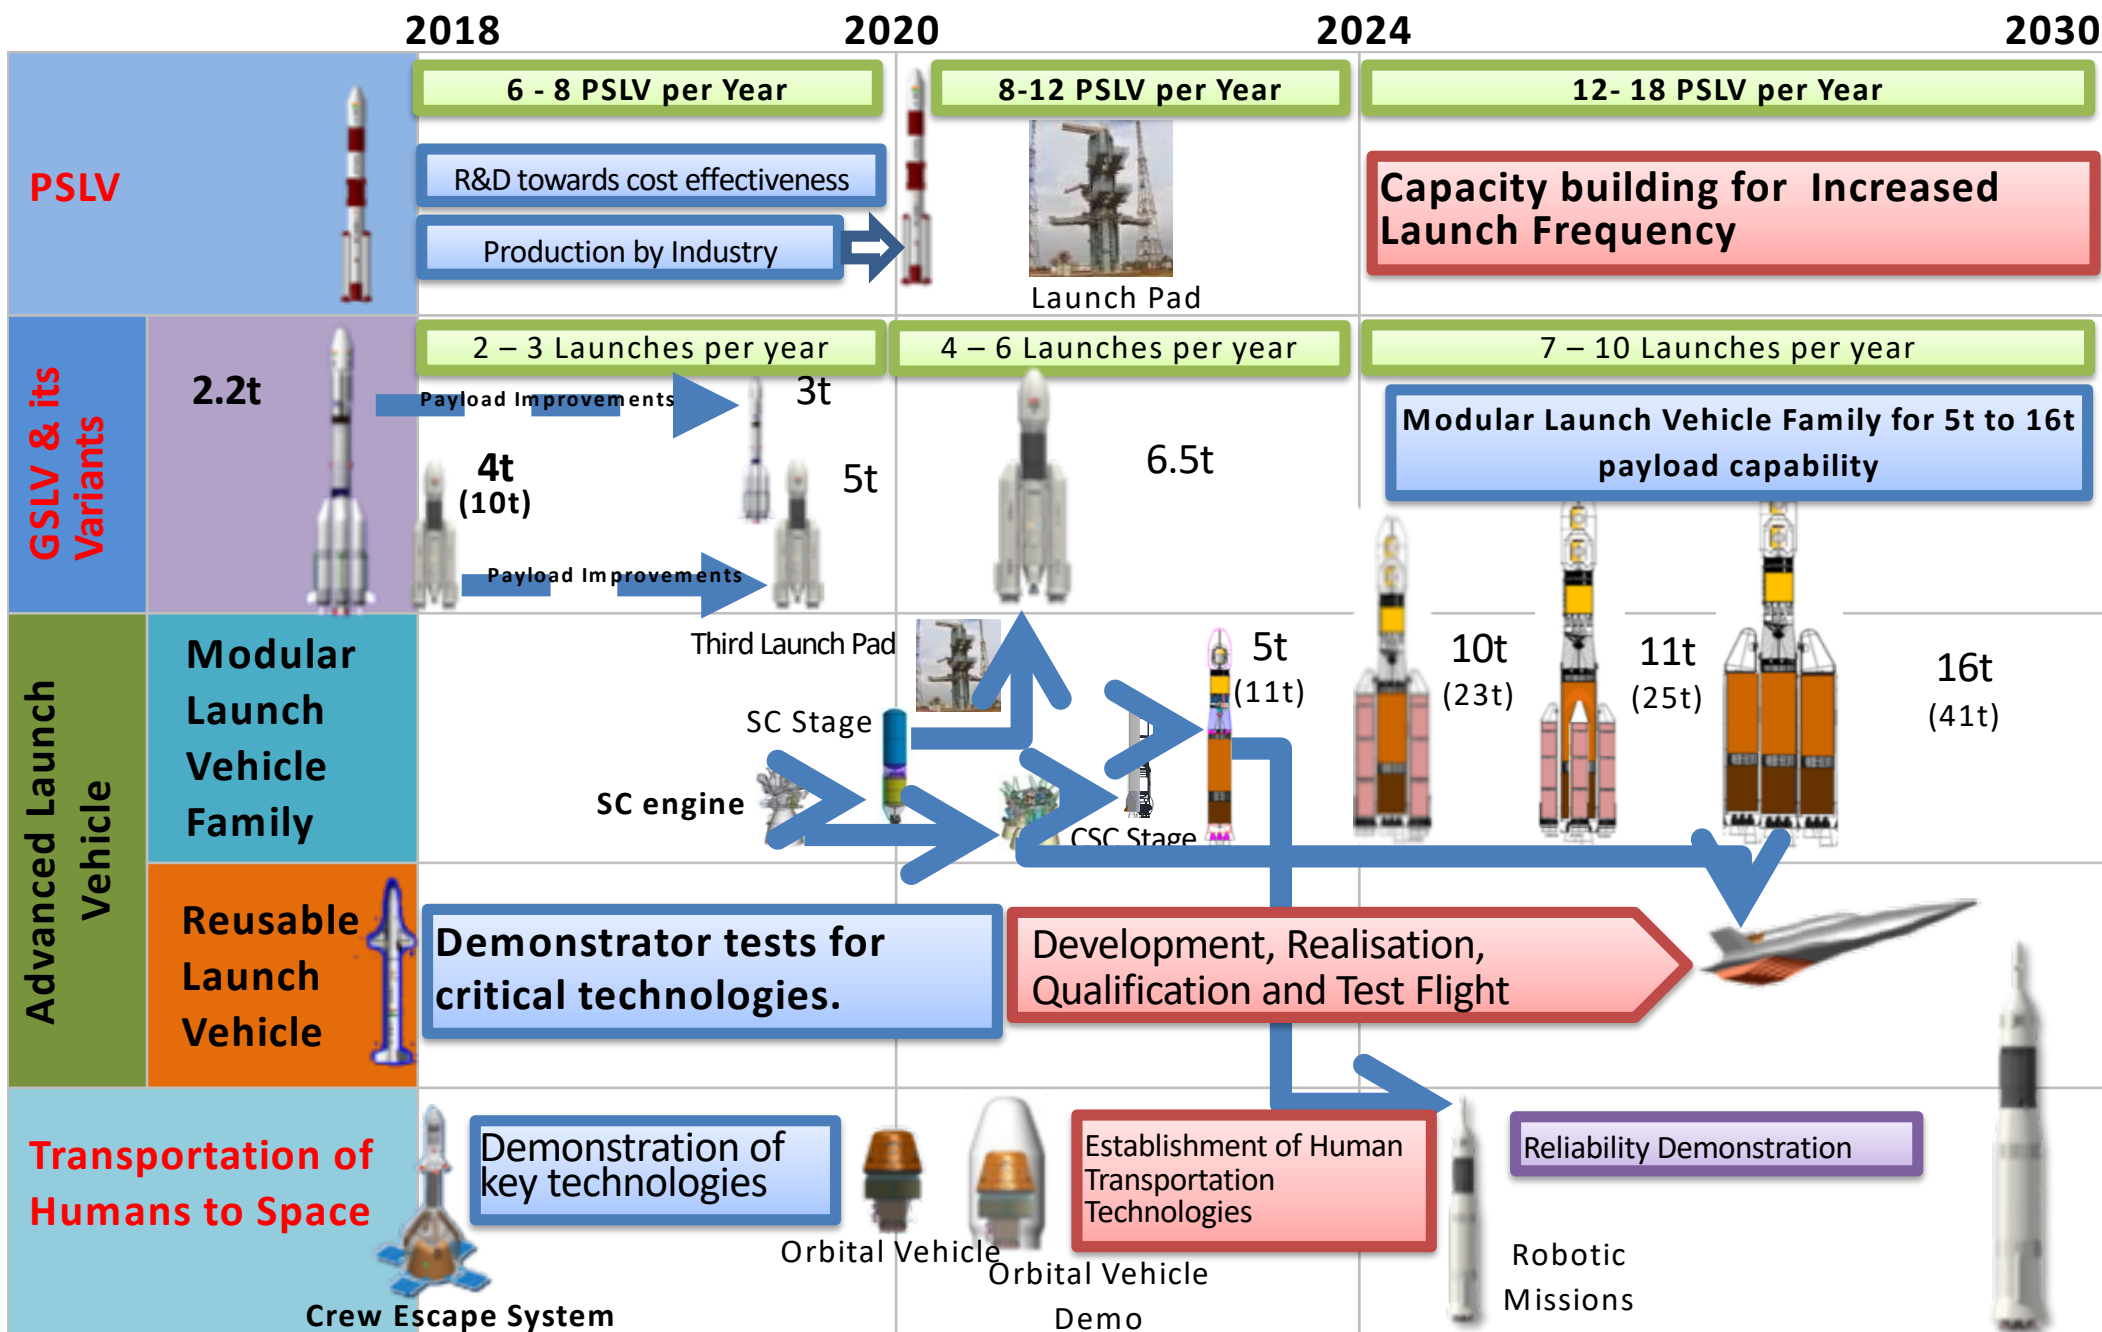 2018
2020
2024
2030
PSLV
6 - 8 PSLV per Year
8-12 PSLV per Year
12- 18 PSLV per Year
R&D towards cost effectiveness
Production by Industry
Launch Pad
Capacity building for Increased
Launch Frequency
GSLV & its
Variants
2.2t
2 – 3 Launches per year
4 – 6 Launches per year
7 – 10 Launches per year
Payload Improvements
3t
4t
(10t)
5t
Payload Improvements
6.5t
Modular Launch Vehicle Family for 5t to 16t
payload capability
Advanced Launch
Vehicle
Modular
Launch
Vehicle
Family
Third Launch Pad
SC Stage
SC engine
CSC Stage
5t
(11t)
10t
(23t)
11t
(25t)
16t
(41t)
Reusable
Launch
Vehicle
Demonstrator tests for
critical technologies.
Development, Realisation,
Qualification and Test Flight
Transportation of
Humans to Space
Crew Escape System
Demonstration of
key technologies
Orbital Vehicle
Orbital Vehicle
Demo
Establishment of Human
Transportation
Technologies
Robotic
Missions
Reliability Demonstration